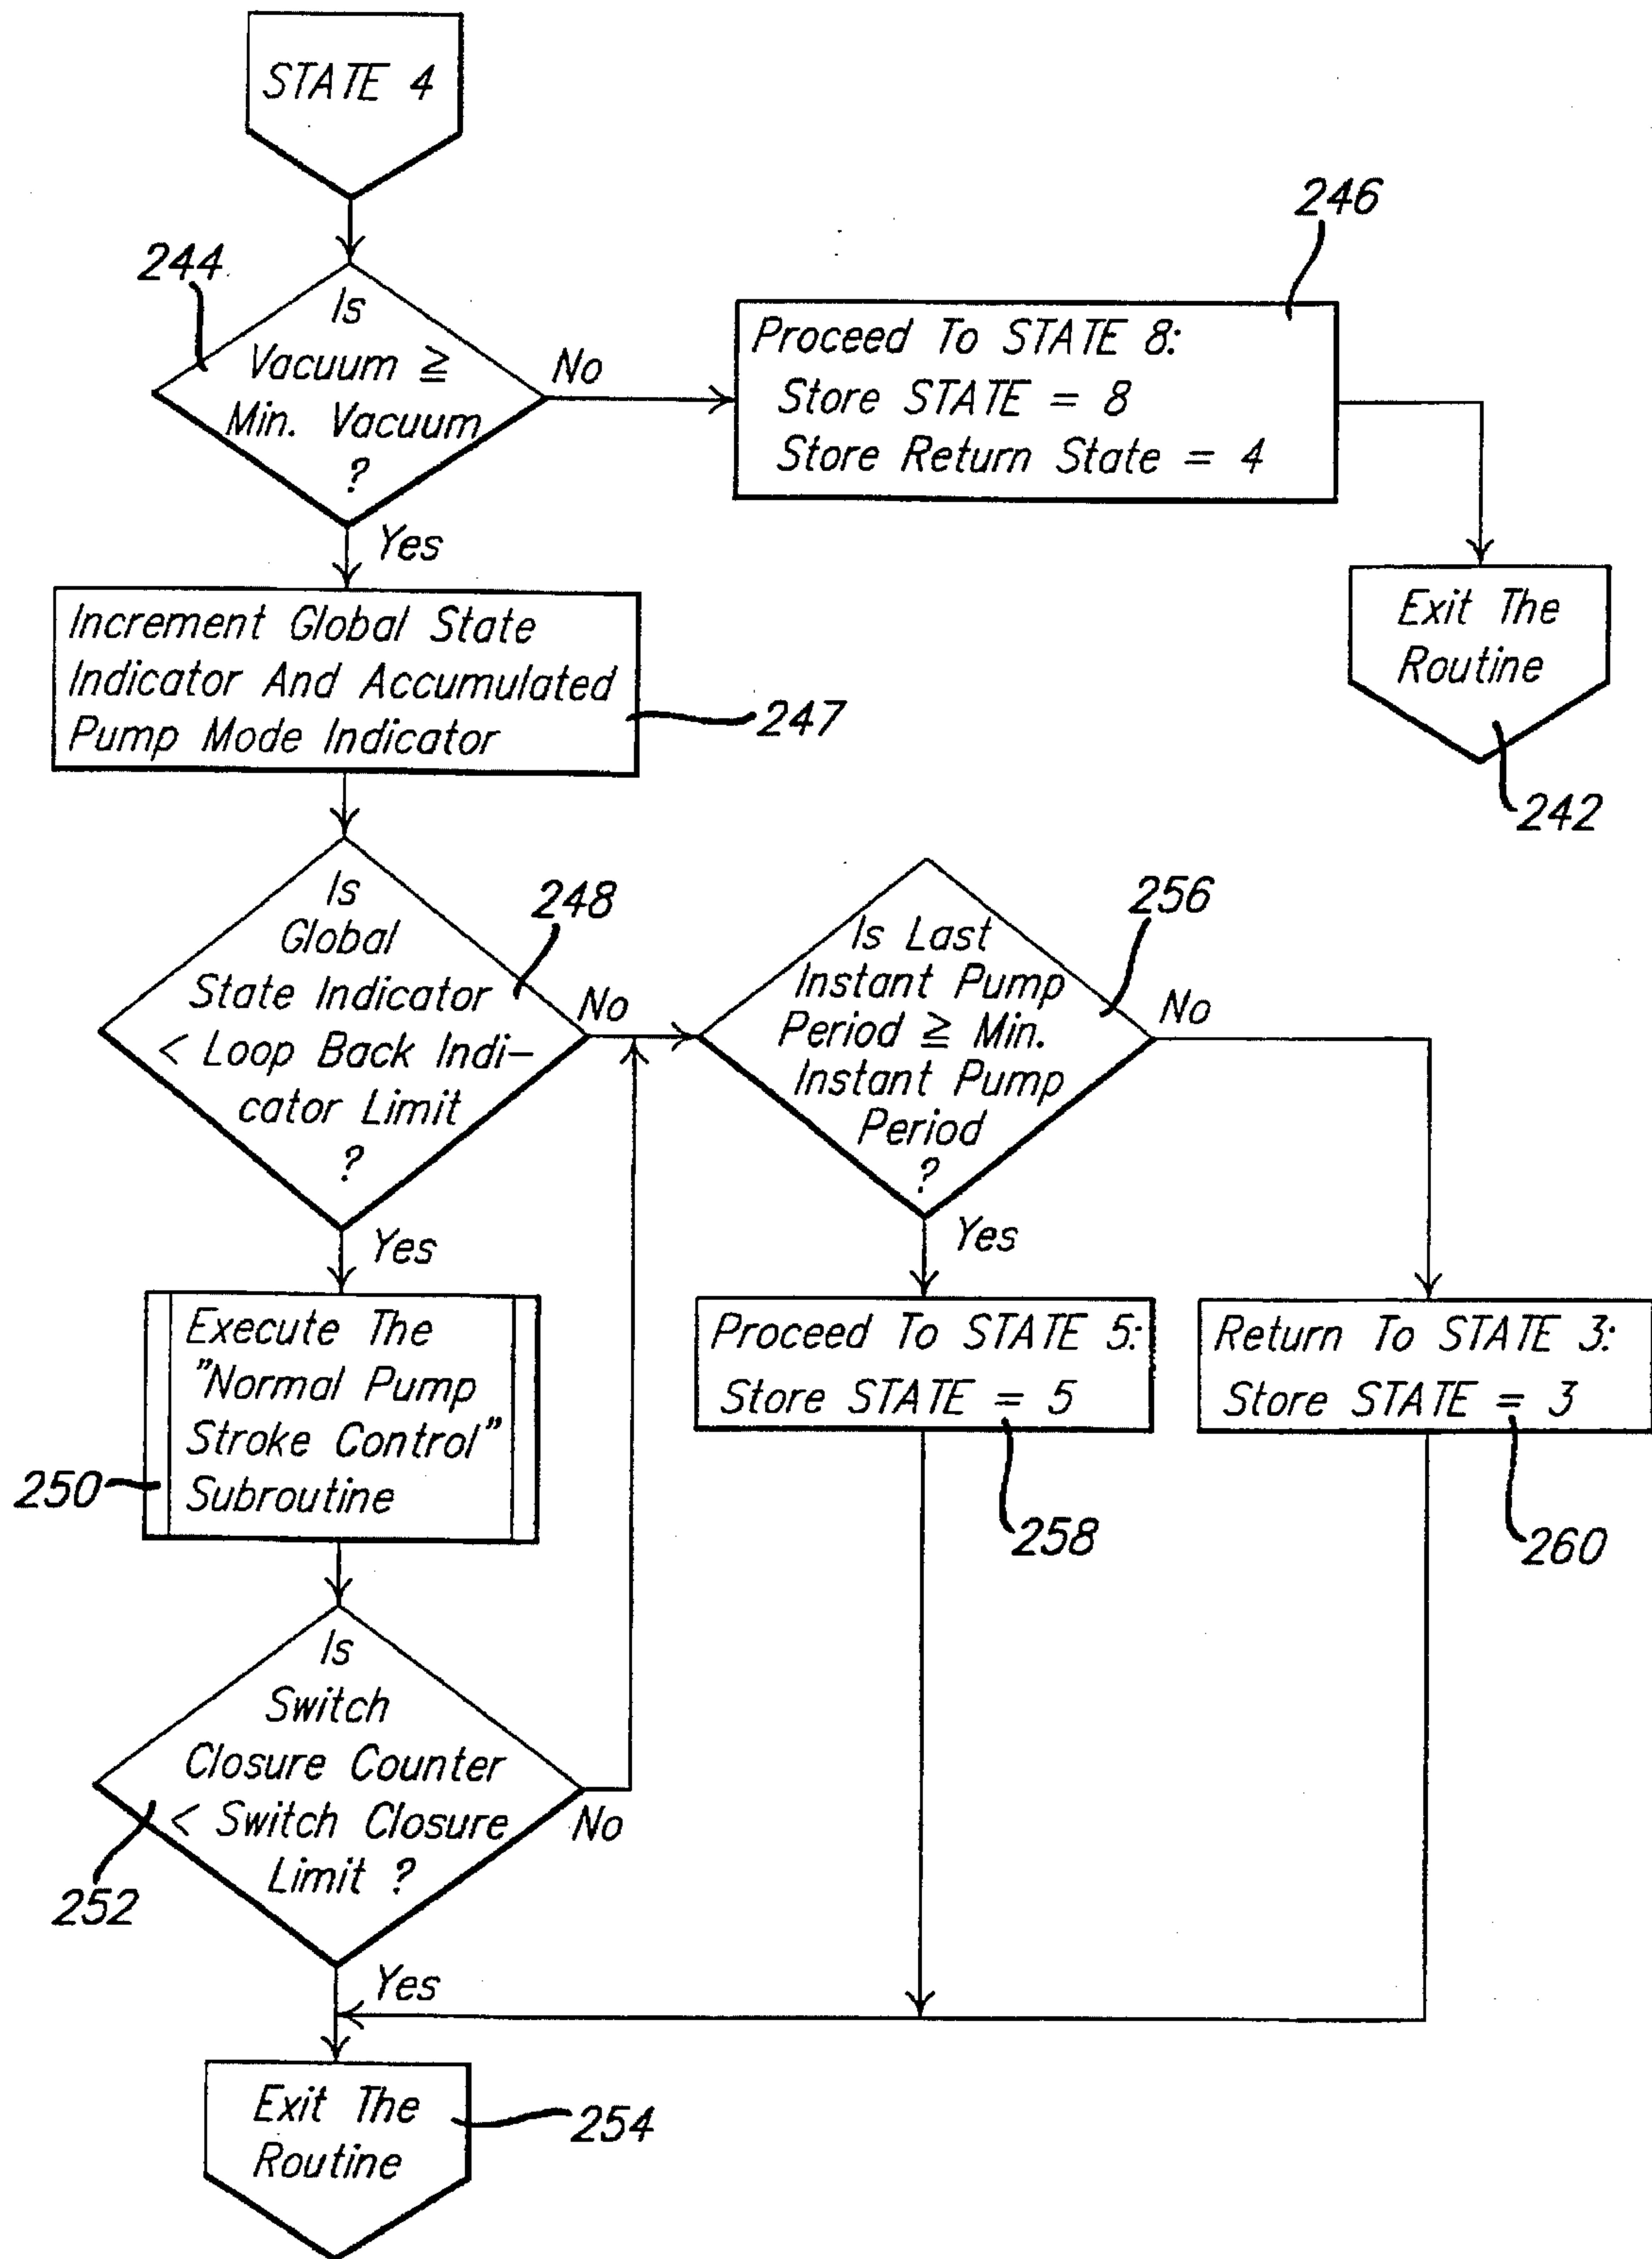 STATE 4
244
Is
Vacuum ≧
Min. Vacuum
?
No
246
Proceed To STATE 8:
Store STATE = 8
Store Return State = 4
Yes
Exit The
Routine
242
Increment Global State
Indicator And Accumulated
Pump Mode Indicator
247
Is
Global
State Indicator
< Loop Back Indi-
cator Limit
?
248
No
Is Last
Instant Pump
Period ≧ Min.
Instant Pump
Period
?
256
No
Yes
Yes
Execute The
"Normal Pump
Stroke Control"
Subroutine
250
Proceed To STATE 5:
Store STATE = 5
258
Return To STATE 3:
Store STATE = 3
260
Is
Switch
Closure Counter
< Switch Closure
Limit ?
No
252
Yes
Exit The
Routine
254